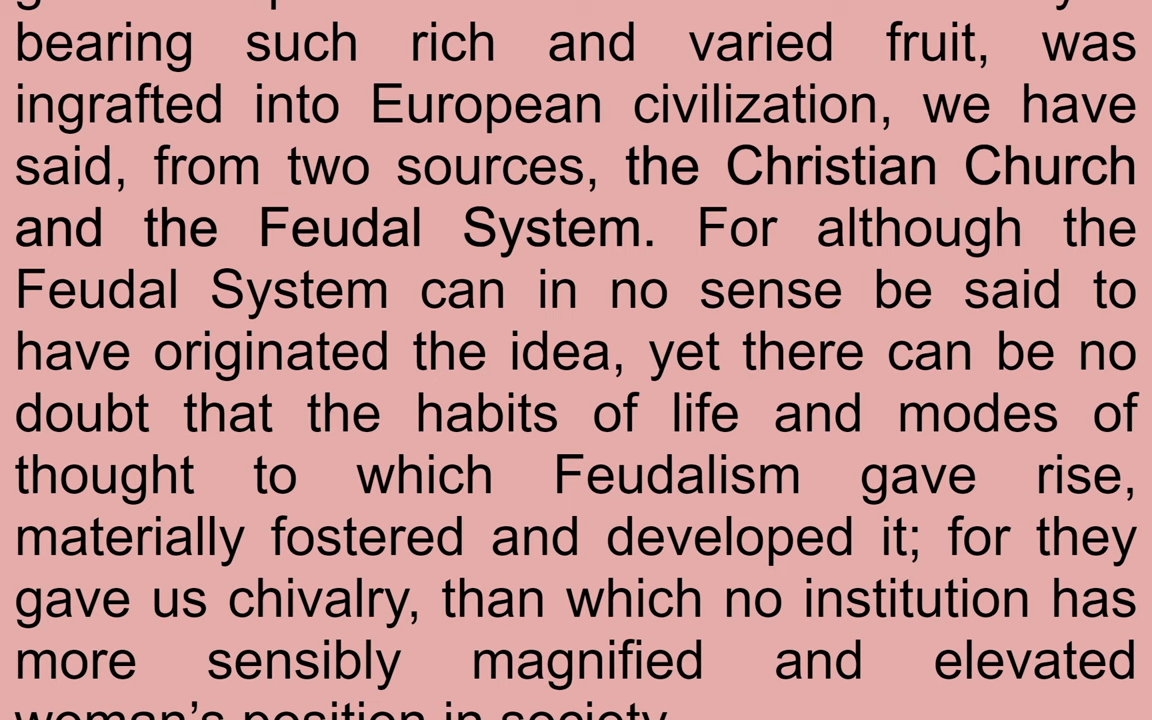 bearing such rich and varied fruit, was
ingrafted into European civilization, we have
said, from two sources, the Christian Church
and the Feudal System. For although the
Feudal System can in no sense be said to
have originated the idea, yet there can be no
doubt that the habits of life and modes of
thought to which Feudalism gave rise,
materially fostered and developed it; for they
gave us chivalry, than which no institution has
more sensibly magnified and elevated
woman’s position in society.